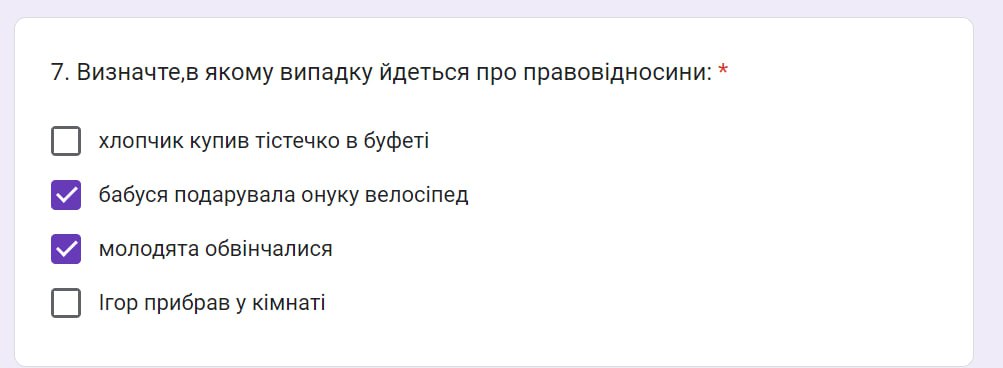 7. Визначте,в якому випадку йдеться про правовідносини: *
хлопчик купив тістечко в буфеті
бабуся подарувала онуку велосіпед
молодята обвінчалися
Ігор прибрав у кімнаті